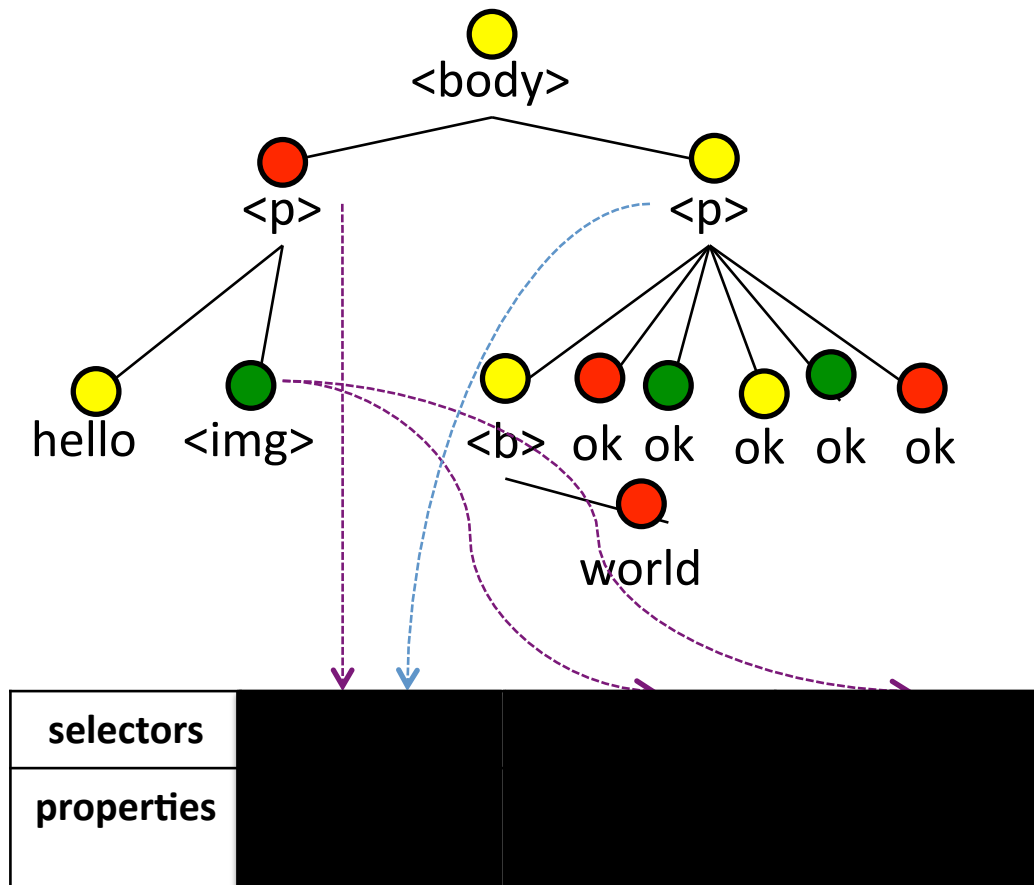 <body>
<p> <p>
hello <img> <b> ok ok ok ok ok
world
selectors
properties